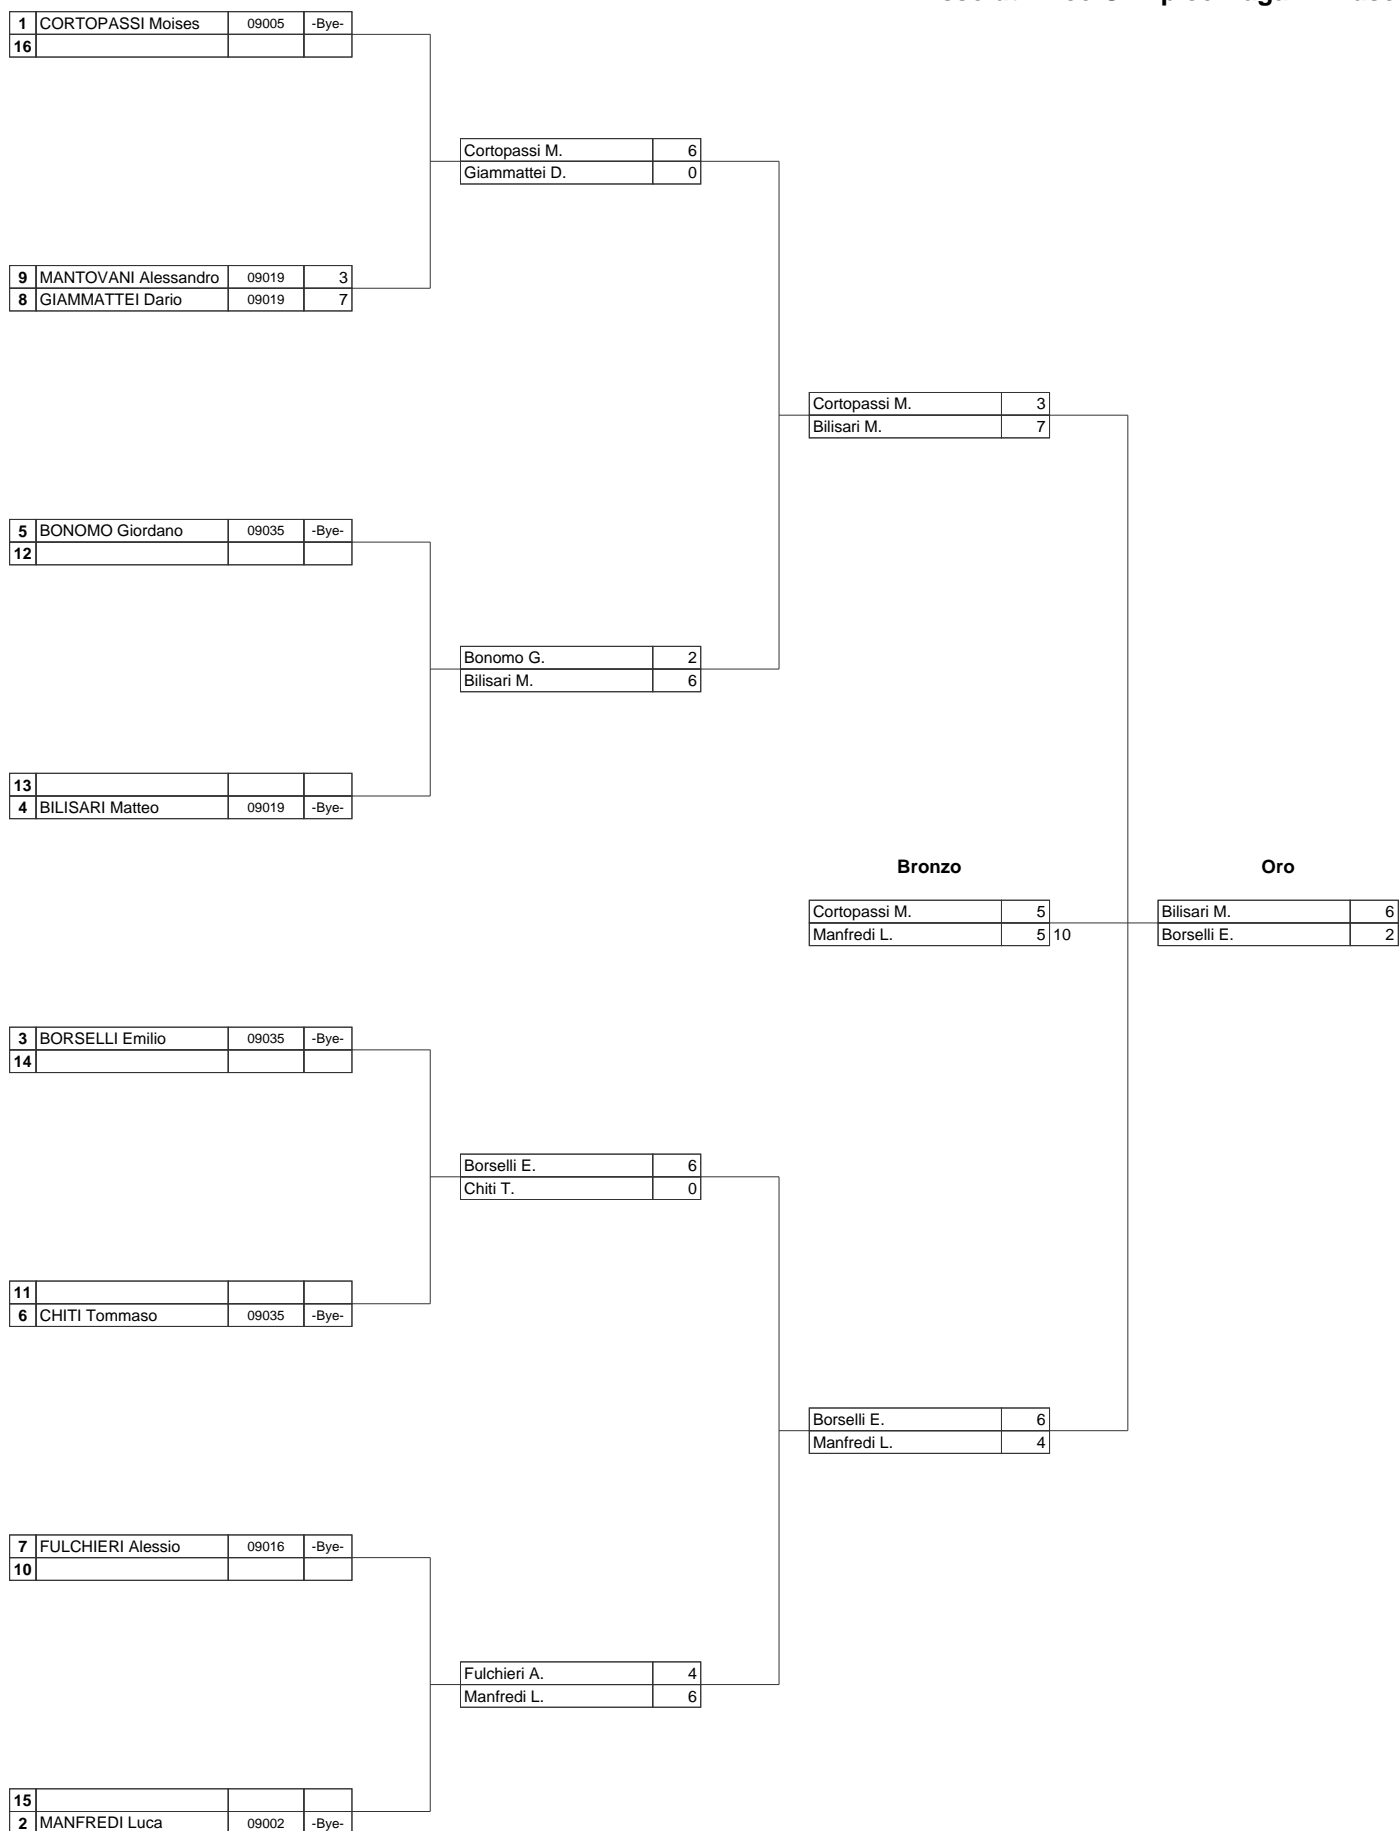 1 CORTOPASSI Moises 09005 -Bye-
16
Cortopassi M. 6
Giammattei D. 0
9 MANTOVANI Alessandro 09019 3
8 GIAMMATTEI Dario 09019 7
Cortopassi M. 3
Bilisari M. 7
5 BONOMO Giordano 09035 -Bye-
12
Bonomo G. 2
Bilisari M. 6
13
4 BILISARI Matteo 09019 -Bye-
Bronzo Oro
Cortopassi M. 5 Bilisari M. 6
Manfredi L. 5 10 Borselli E. 2
3 BORSELLI Emilio 09035 -Bye-
14
Borselli E. 6
Chiti T. 0
11
6 CHITI Tommaso 09035 -Bye-
Borselli E. 6
Manfredi L. 4
7 FULCHIERI Alessio 09016 -Bye-
10
Fulchieri A. 4
Manfredi L. 6
15
2 MANFREDI Luca 09002 -Bye-